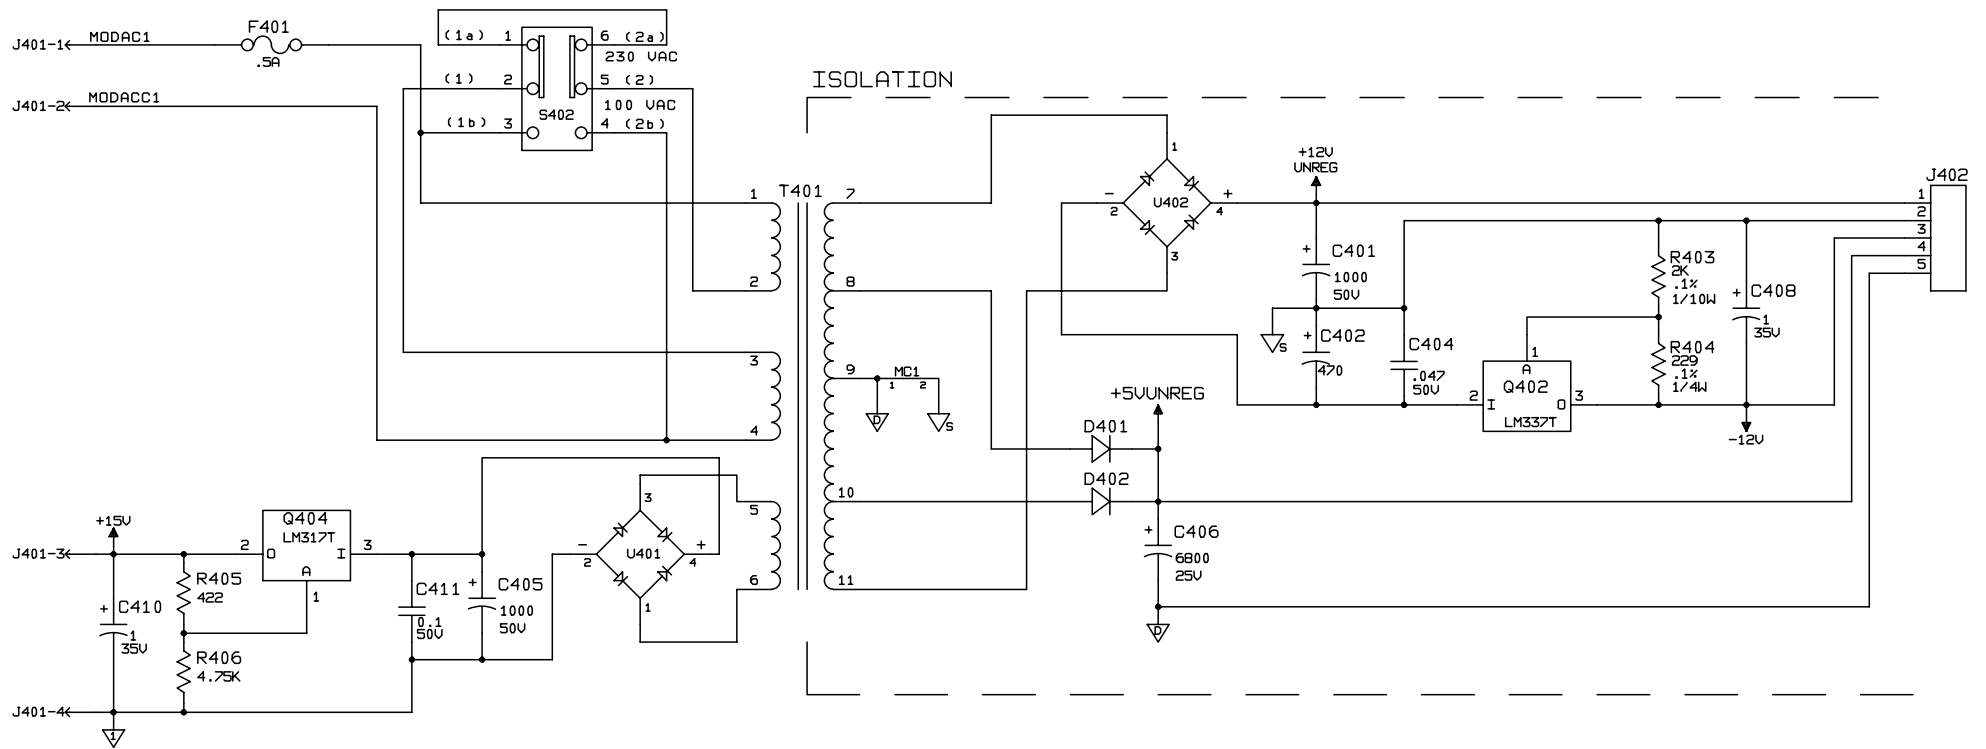 J401-1 MODAC1
F401
.5A
J401-2 MODACC1
(1a) 1 6 (2a)
230 VAC
(1) 2 5 (2)
100 VAC
S402
(1b) 3 4 (2b)
ISOLATION
T401
1
2
3
4
5
6
7
8
9
10
11
MC1
1 2
D
S
1
- +
U402
2 4
3
+12V
UNREG
+ C401
1000
50V
S
+ C402
470
C404
.047
50V
+5VUNREG
D401
D402
+ C406
6800
25V
D
1
A
Q402
2 I O 3
LM337T
R403
2K
.1%
1/10W
R404
229
.1%
1/4W
+ C408
1
35V
-12V
J402
1
2
3
4
5
+15V
J401-3
Q404
LM317T
2 O I 3
A
1
R405
422
R406
4.75K
+ C410
1
35V
C411
0.1
50V
+ C405
1000
50V
3
- +
U401
2 4
1
J401-4
1